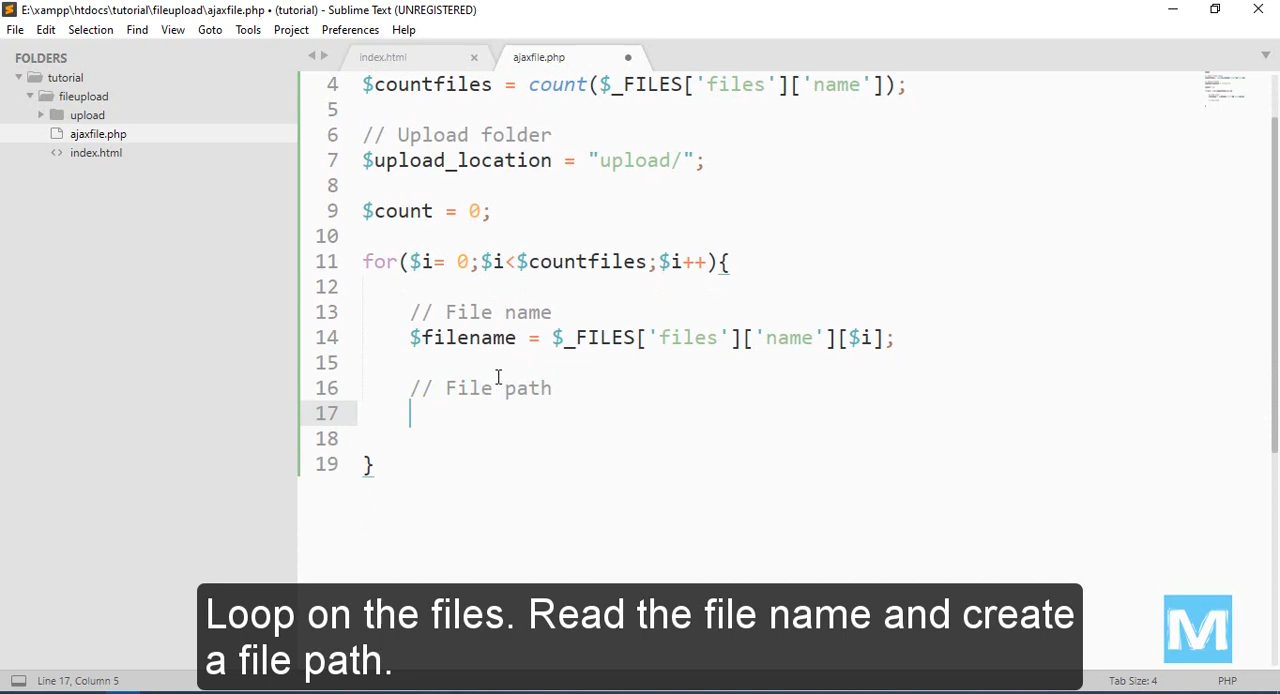 E:\xampp\htdocs\tutorial\fileupload\ajaxfile.php • (tutorial) - Sublime Text (UNREGISTERED)
File Edit Selection Find View Goto Tools Project Preferences Help
FOLDERS
tutorial
fileupload
upload
ajaxfile.php
index.html
index.html × ajaxfile.php
4 $countfiles = count($_FILES['files']['name']);
5
6 // Upload folder
7 $upload_location = "upload/";
8
9 $count = 0;
10
11 for($i= 0;$i<$countfiles;$i++){
12
13 // File name
14 $filename = $_FILES['files']['name'][$i];
15
16 // File path
17
18
19 }
Loop on the files. Read the file name and create
a file path.
M
Line 17, Column 5 Tab Size: 4 PHP